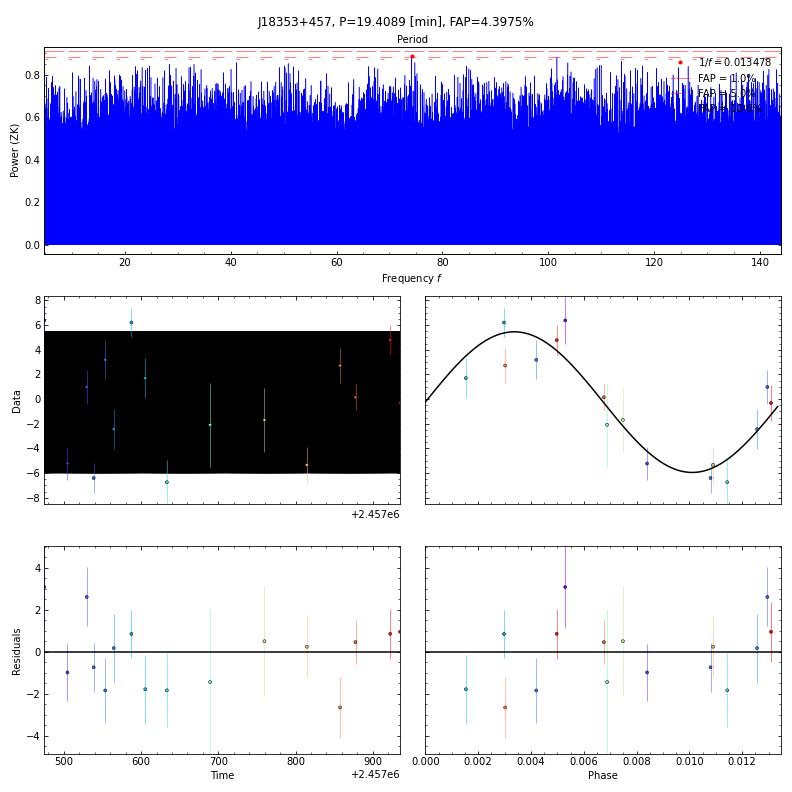 J18353+457, P=19.4089 [min], FAP=4.3975%
Period
Power (ZK)
0.8
0.6
0.4
0.2
0.0
1/f = 0.013478
FAP = 1.0%
FAP = 5.0%
20 40 60 80 100 120 140
Frequency f
Data
8
6
4
2
0
−2
−4
−6
−8
+2.457e6
Residuals
4
2
0
−2
−4
500 600 700 800 900
0.000 0.002 0.004 0.006 0.008 0.010 0.012
Time
+2.457e6
Phase